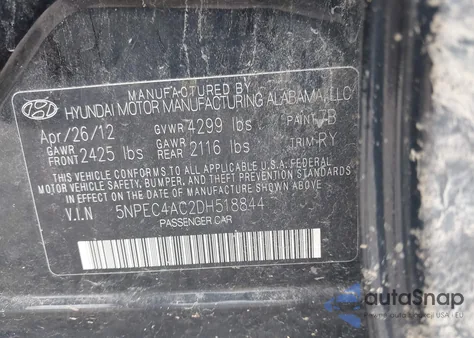 MANUFACTURED BY
HYUNDAI MOTOR MANUFACTURING ALABAMA, LLC
Apr/26/12 GVWR 4299 lbs PAINT
GAWR FRONT 2425 lbs GAWR REAR 2116 lbs TRIM RY
THIS VEHICLE CONFORMS TO ALL APPLICABLE U.S.A. FEDERAL
MOTOR VEHICLE SAFETY, BUMPER, AND THEFT PREVENTION STANDARDS
IN EFFECT ON THE DATE OF MANUFACTURE SHOWN ABOVE.
V.I.N 5NPEC4AC2DH518844
PASSENGER CAR
autoSnap